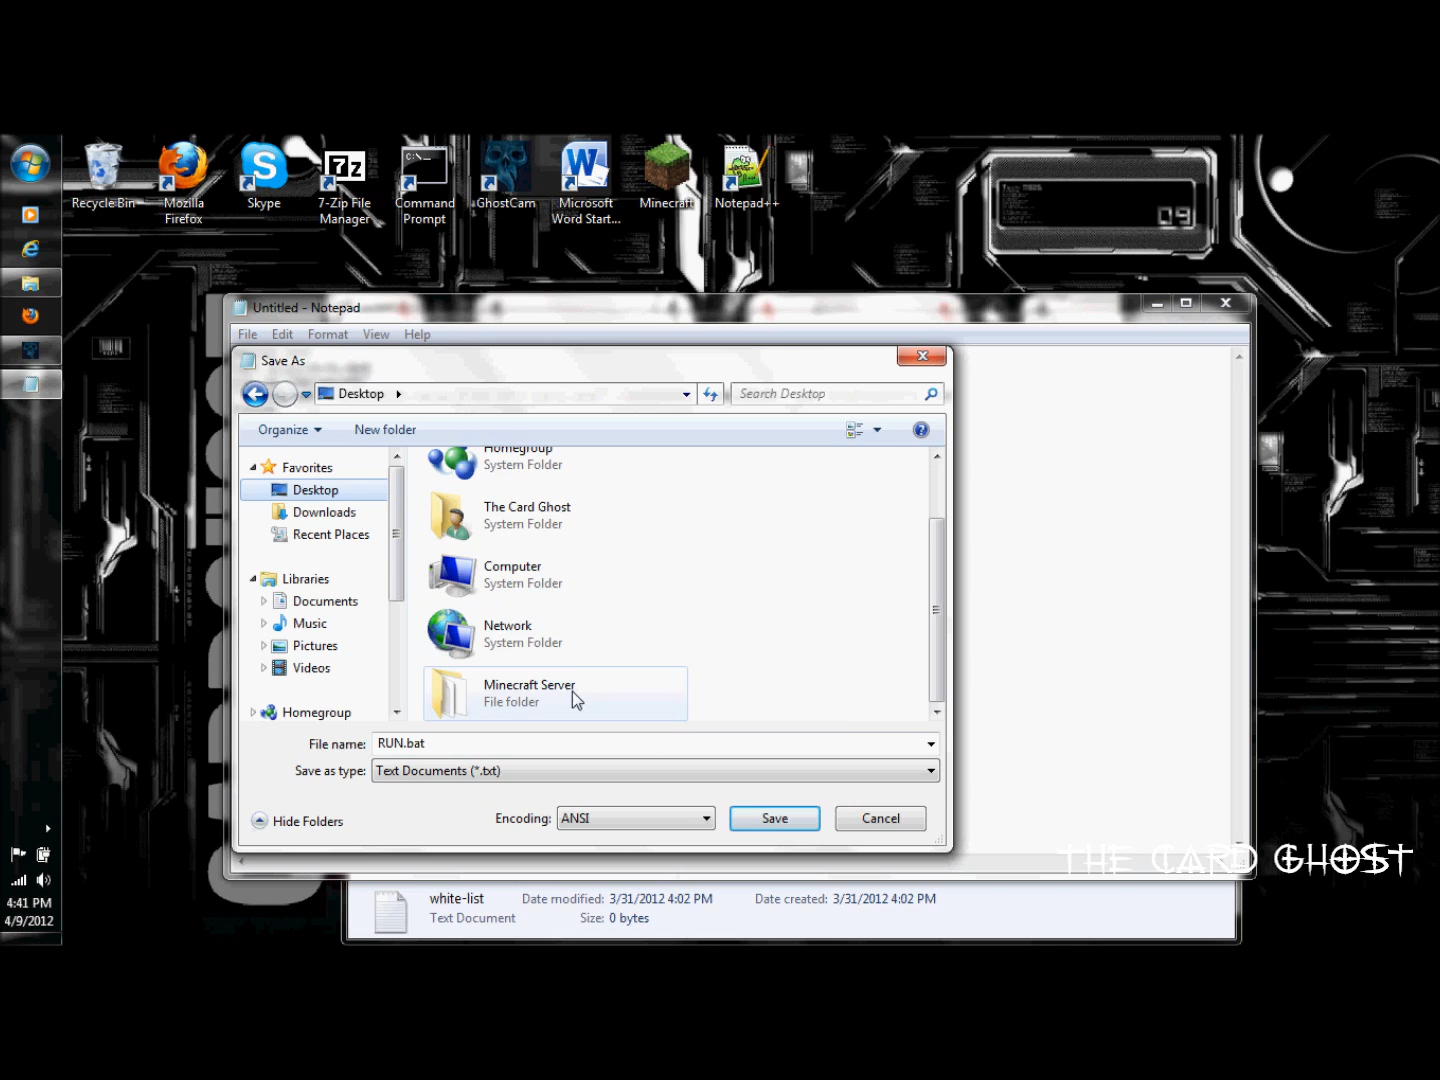 Recycle Bin
Mozilla
Firefox
Skype
7-Zip File
Manager
Command
Prompt
GhostCam
Microsoft
Word Start...
Minecraft
Notepad++
09
Untitled - Notepad
File Edit Format View Help
Save As
Desktop
Search Desktop
Organize New folder
Favorites
Desktop
Downloads
Recent Places
Libraries
Documents
Music
Pictures
Videos
Homegroup
Homegroup
System Folder
The Card Ghost
System Folder
Computer
System Folder
Network
System Folder
Minecraft Server
File folder
File name: RUN.bat
Save as type: Text Documents (*.txt)
Hide Folders
Encoding: ANSI
Save
Cancel
THE CARD GHOST
white-list Date modified: 3/31/2012 4:02 PM Date created: 3/31/2012 4:02 PM
Text Document Size: 0 bytes
4:41 PM
4/9/2012